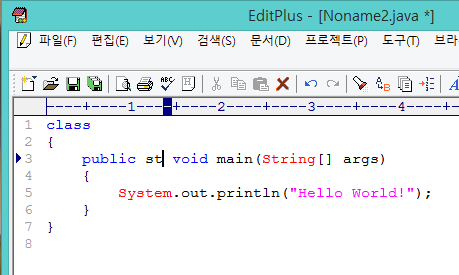 EditPlus - [Noname2.java *]
파일(F) 편집(E) 보기(V) 검색(S) 문서(D) 프로젝트(P) 도구(T) 브라
ABC
----+----1----+----2----+----3----+----4----+
1 class
2 {
3 public st void main(String[] args)
4 {
5 System.out.println("Hello World!");
6 }
7 }
8